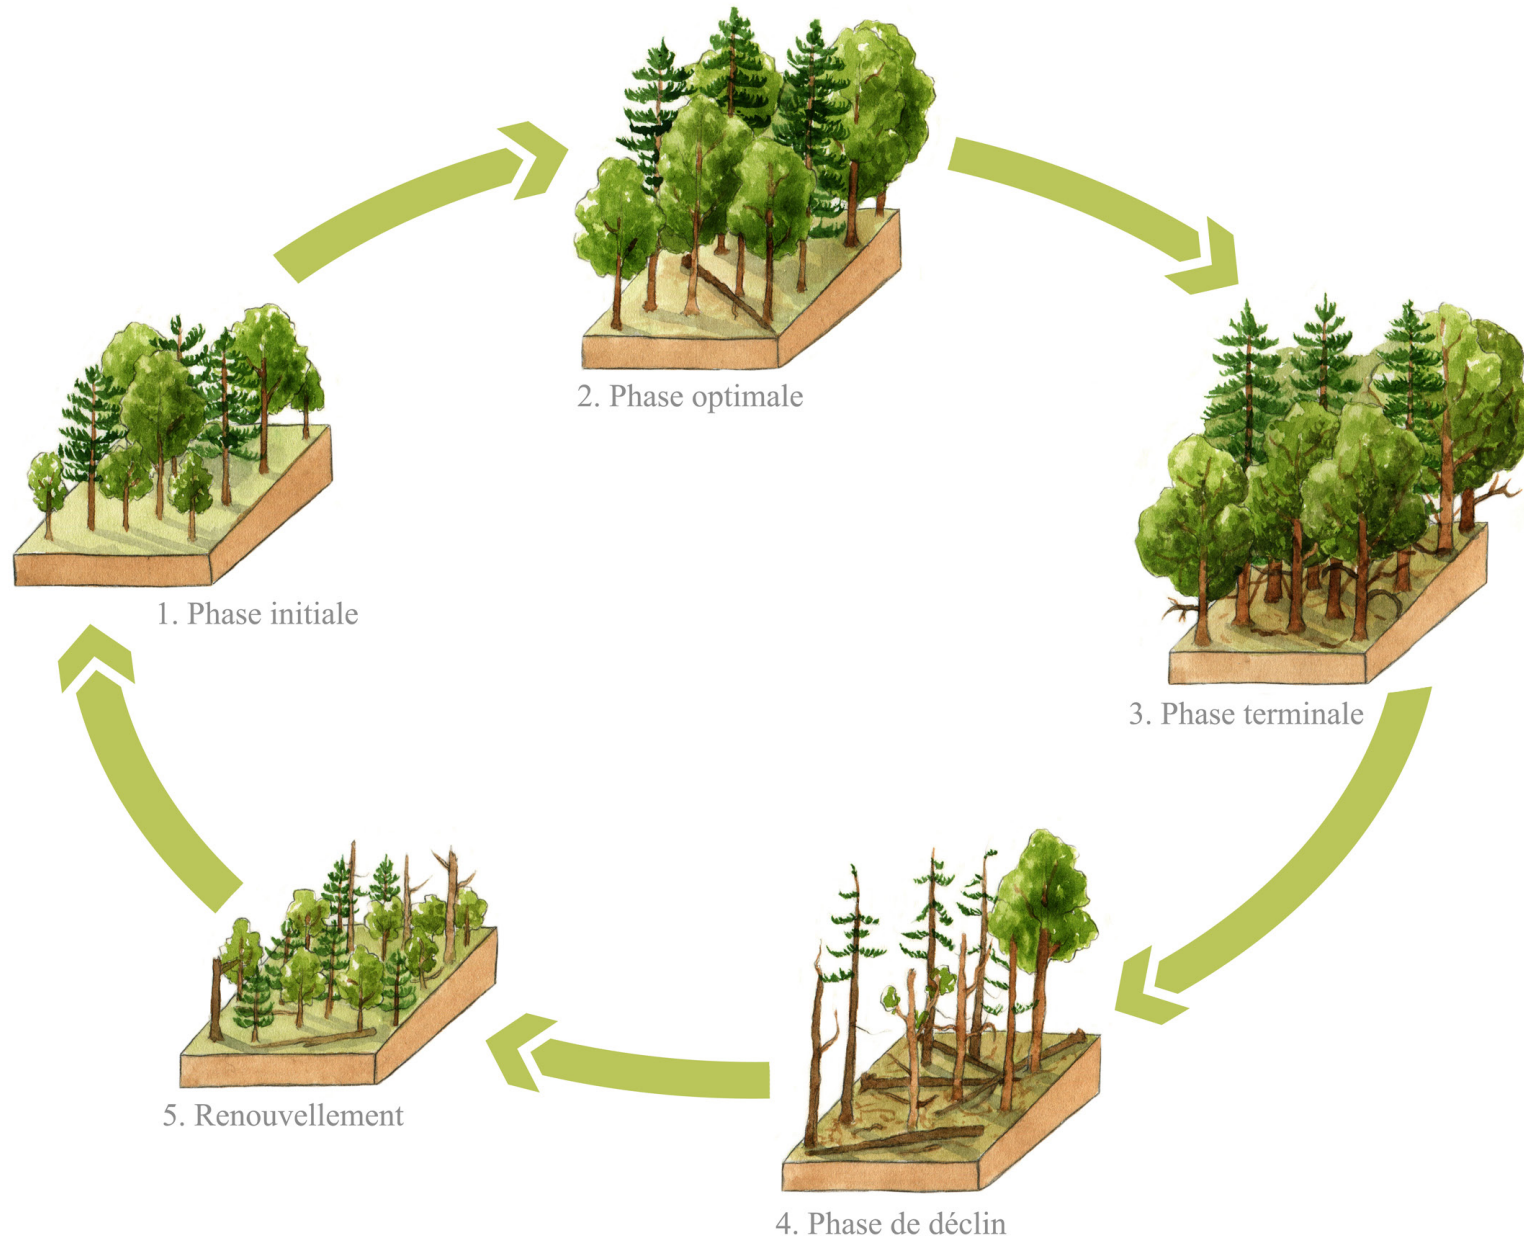 1. Phase initiale
2. Phase optimale
3. Phase terminale
4. Phase de déclin
5. Renouvellement